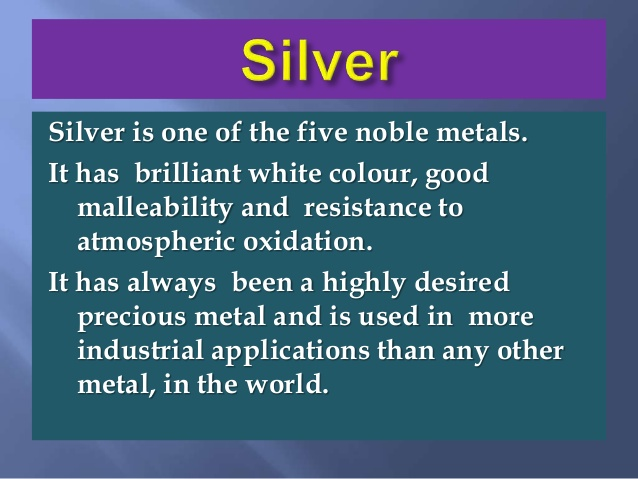 Silver
Silver is one of the five noble metals.
It has  brilliant white colour, good
malleability and  resistance to
atmospheric oxidation.
It has always  been a highly desired
precious metal and is used in  more
industrial applications than any other
metal, in the world.